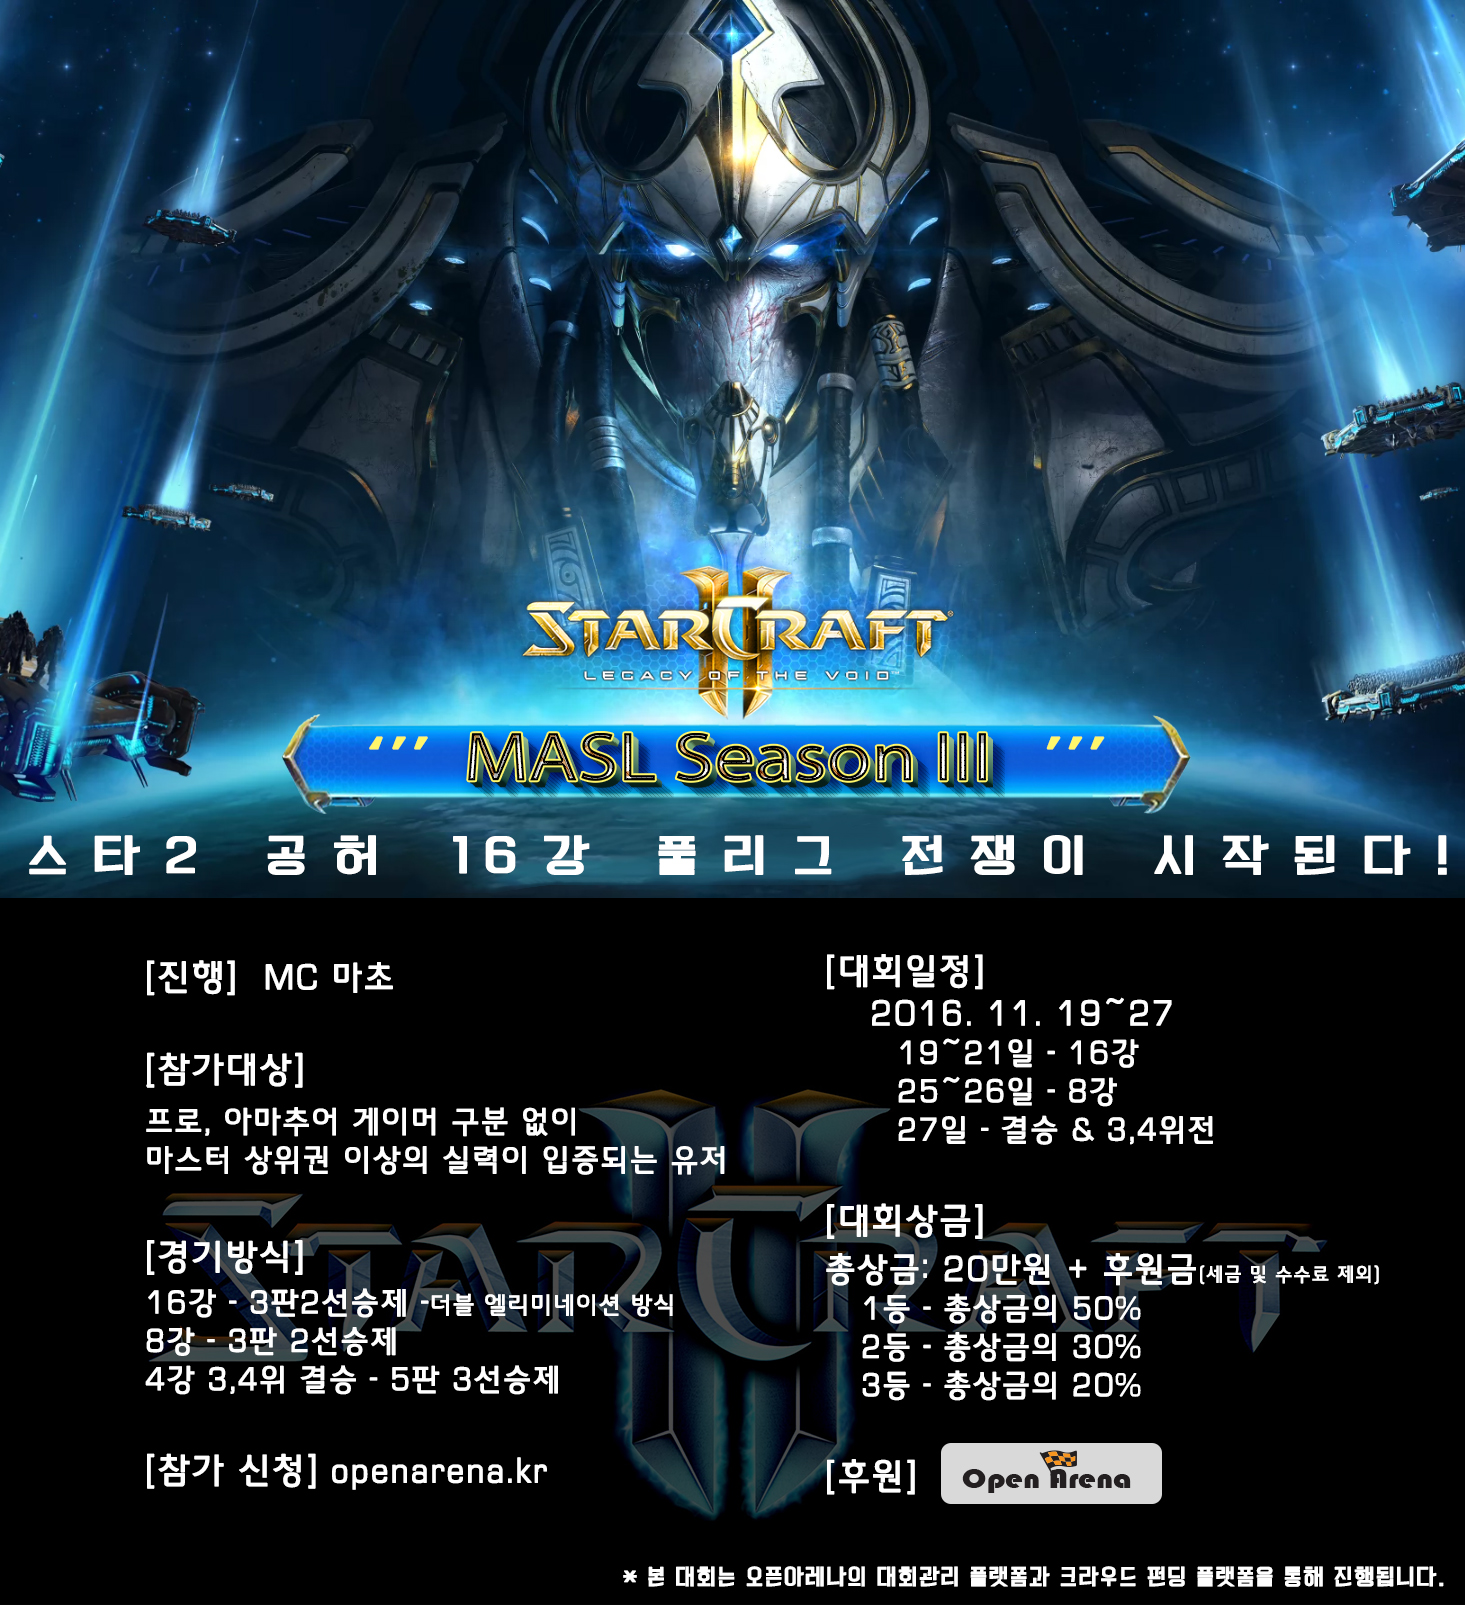 STARCRAFT
II
LEGACY OF THE VOID
MASL Season III
스타2 공허 16강 풀리그 전쟁이 시작된다!
[진행] MC 마초
[참가대상]
프로, 아마추어 게이머 구분 없이
마스터 상위권 이상의 실력이 입증되는 유저
[경기방식]
16강 - 3판2선승제 -더블 엘리미네이션 방식
8강 - 3판 2선승제
4강 3,4위 결승 - 5판 3선승제
[참가 신청] openarena.kr
[대회일정]
2016. 11. 19~27
19~21일 - 16강
25~26일 - 8강
27일 - 결승 & 3,4위전
[대회상금]
총상금: 20만원 + 후원금(세금 및 수수료 제외)
1등 - 총상금의 50%
2등 - 총상금의 30%
3등 - 총상금의 20%
[후원] Open Arena
STARCRAFT
II
* 본 대회는 오픈아레나의 대회관리 플랫폼과 크라우드 펀딩 플랫폼을 통해 진행됩니다.